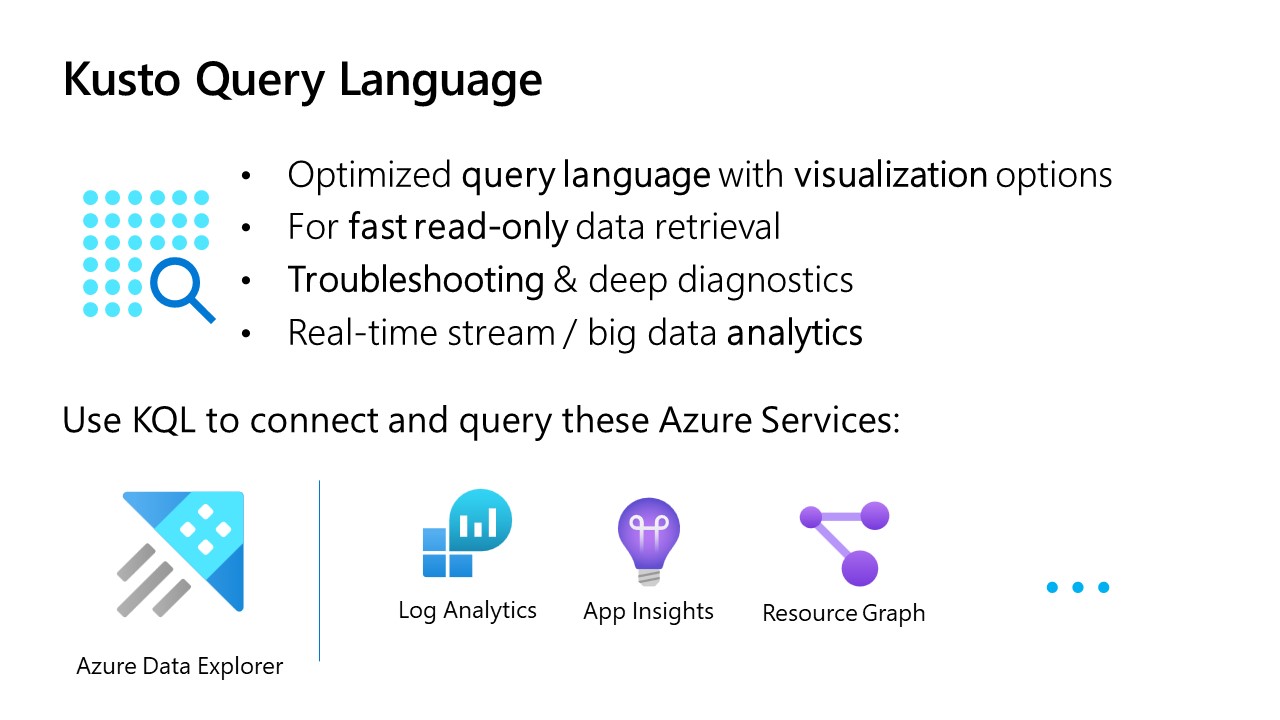 Kusto Query Language
• Optimized query language with visualization options
• For fast read-only data retrieval
• Troubleshooting & deep diagnostics
• Real-time stream / big data analytics
Use KQL to connect and query these Azure Services:
Log Analytics
App Insights
Resource Graph
Azure Data Explorer